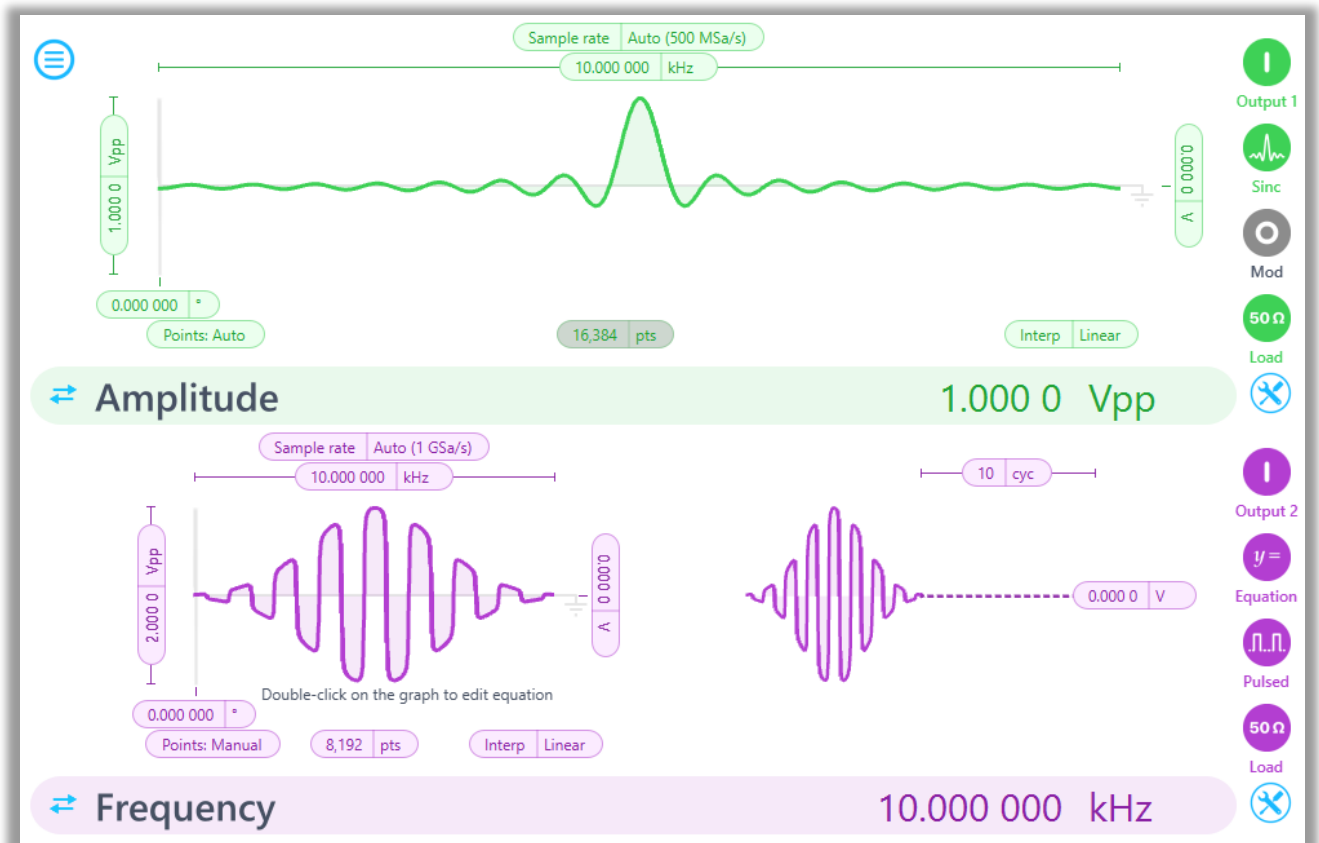 Sample rate Auto (500 MSa/s)
10.000 000 kHz
Output 1
1.000 0 Vpp
0.000 0 V
Sinc
Mod
0.000 000 °
50 Ω
Points: Auto
16,384 pts
Interp Linear
Load
Amplitude
1.000 0 Vpp
Sample rate Auto (1 GSa/s)
10.000 000 kHz
10 cyc
Output 2
2.000 0 Vpp
0.000 0 V
y =
0.000 0 V
Equation
Pulsed
Double-click on the graph to edit equation
0.000 000 °
50 Ω
Points: Manual
8,192 pts
Interp Linear
Load
Frequency
10.000 000 kHz